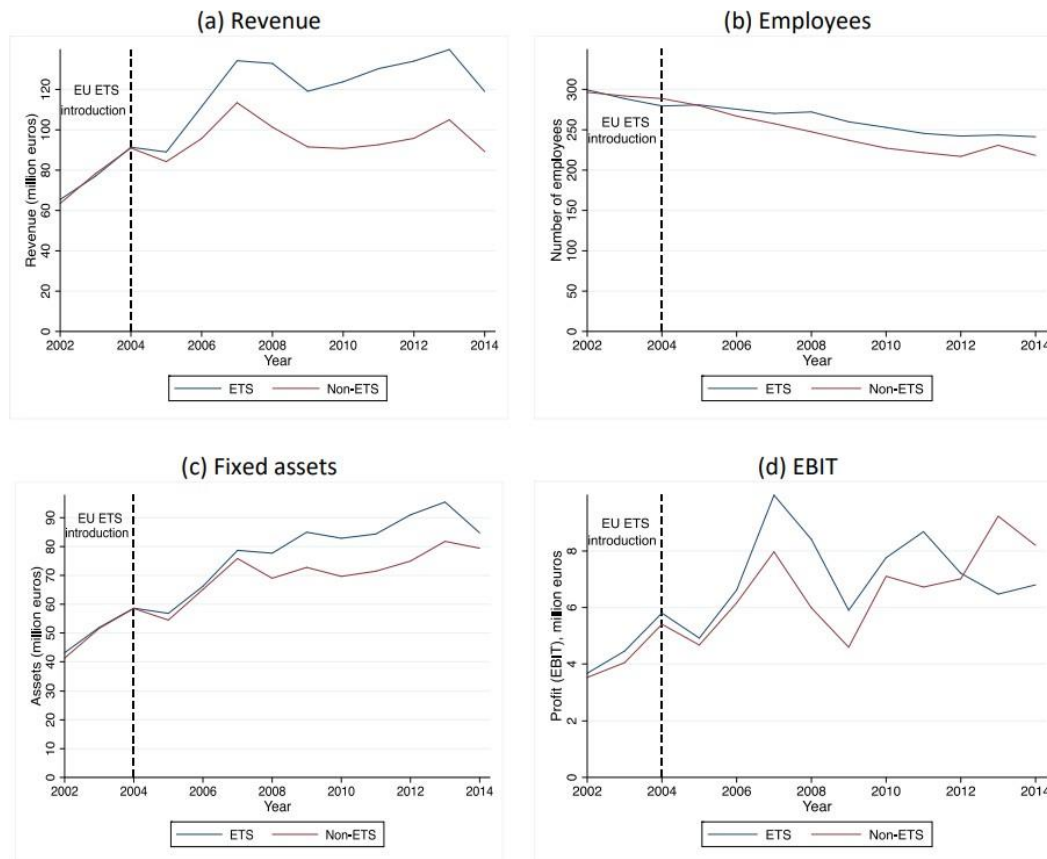 (a) Revenue
EU ETS
introduction
Revenue (million euros)
0
20
40
60
80
100
120
2002
2004
2006
2008
2010
2012
2014
Year
ETS
Non-ETS
(b) Employees
EU ETS
introduction
Number of employees
0
50
100
150
200
250
300
2002
2004
2006
2008
2010
2012
2014
Year
ETS
Non-ETS
(c) Fixed assets
EU ETS
introduction
Assets (million euros)
0
10
20
30
40
50
60
70
80
90
2002
2004
2006
2008
2010
2012
2014
Year
ETS
Non-ETS
(d) EBIT
EU ETS
introduction
Profit (EBIT), million euros
0
2
4
6
8
2002
2004
2006
2008
2010
2012
2014
Year
ETS
Non-ETS